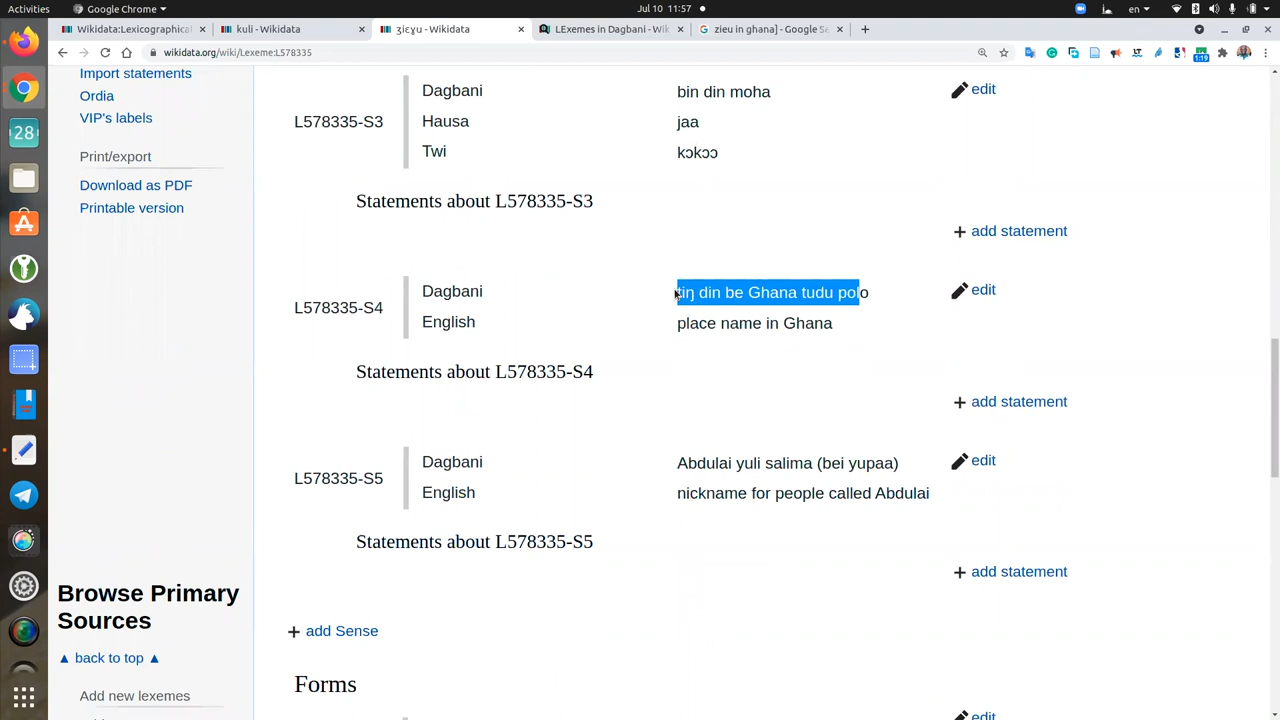 Activities
Google Chrome
Jul 10 11:57
en
Wikidata:Lexicographical
kuli - Wikidata
ʒiɛɣu - Wikidata
LExemes in Dagbani - Wik
zieu in ghana] - Google Se
wikidata.org/wiki/Lexeme:L578335
1:19
28
Import statements
Ordia
VIP's labels
Print/export
Download as PDF
Printable version
Browse Primary Sources
▲ back to top ▲
Add new lexemes
L578335-S3
Dagbani
bin din moha
edit
Hausa
jaa
Twi
kɔkɔɔ
Statements about L578335-S3
+ add statement
L578335-S4
Dagbani
tiŋ din be Ghana tudu polo
edit
English
place name in Ghana
Statements about L578335-S4
+ add statement
L578335-S5
Dagbani
Abdulai yuli salima (bei yupaa)
edit
English
nickname for people called Abdulai
Statements about L578335-S5
+ add statement
+ add Sense
Forms
edit